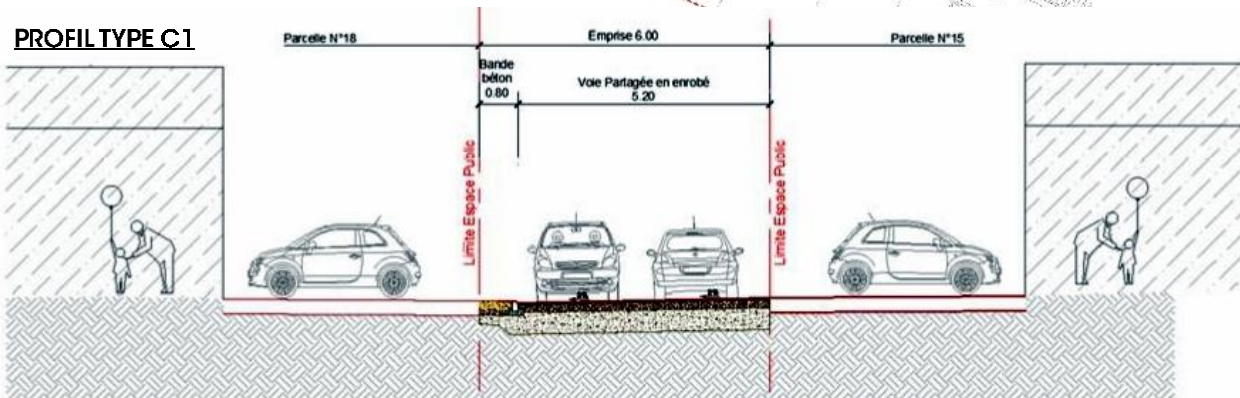 PROFIL TYPE C1
Parcelle N°18
Emprise 6.00
Parcelle N°15
Bande
béton
0.80
Voie Partagée en enrobé
5.20
Limite Espace Public
Limite Espace Public